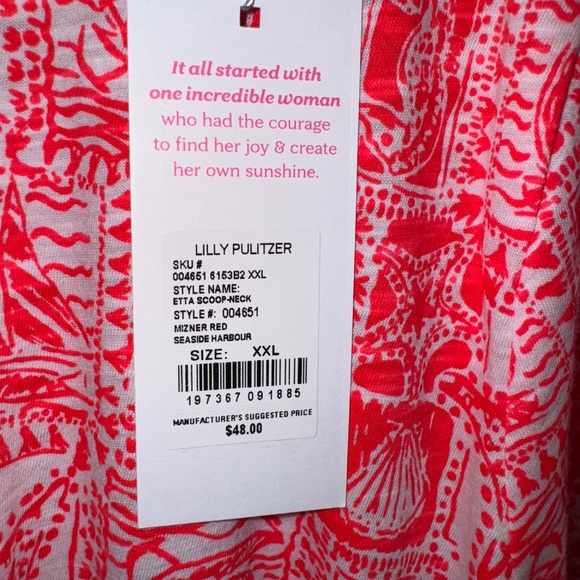 It all started with
one incredible woman
who had the courage
to find her joy & create
her own sunshine.
LILLY PULITZER
SKU #
004651 6153B2 XXL
STYLE NAME:
ETTA SCOOP-NECK
STYLE #: 004651
MIZNER RED
SEASIDE HARBOUR
SIZE: XXL
197367 091885
MANUFACTURER'S SUGGESTED PRICE
$48.00